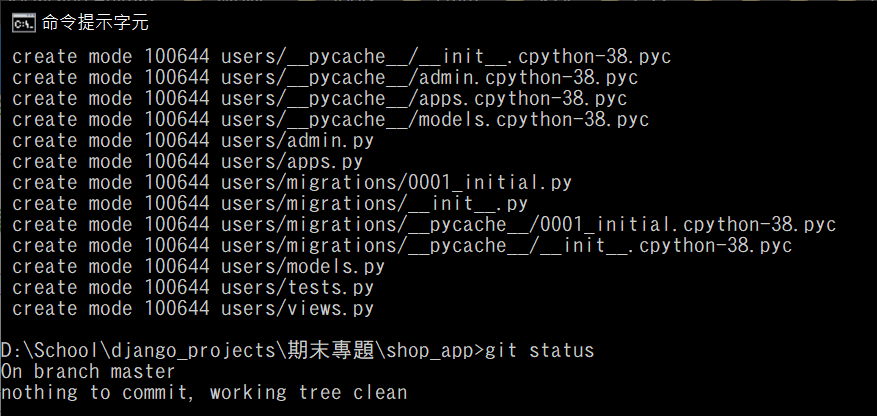 命令提示字元
create mode 100644 users/__pycache__/__init__.cpython-38.pyc
create mode 100644 users/__pycache__/admin.cpython-38.pyc
create mode 100644 users/__pycache__/apps.cpython-38.pyc
create mode 100644 users/__pycache__/models.cpython-38.pyc
create mode 100644 users/admin.py
create mode 100644 users/apps.py
create mode 100644 users/migrations/0001_initial.py
create mode 100644 users/migrations/__init__.py
create mode 100644 users/migrations/__pycache__/0001_initial.cpython-38.pyc
create mode 100644 users/migrations/__pycache__/__init__.cpython-38.pyc
create mode 100644 users/models.py
create mode 100644 users/tests.py
create mode 100644 users/views.py
D:\School\django_projects\期末專題\shop_app>git status
On branch master
nothing to commit, working tree clean